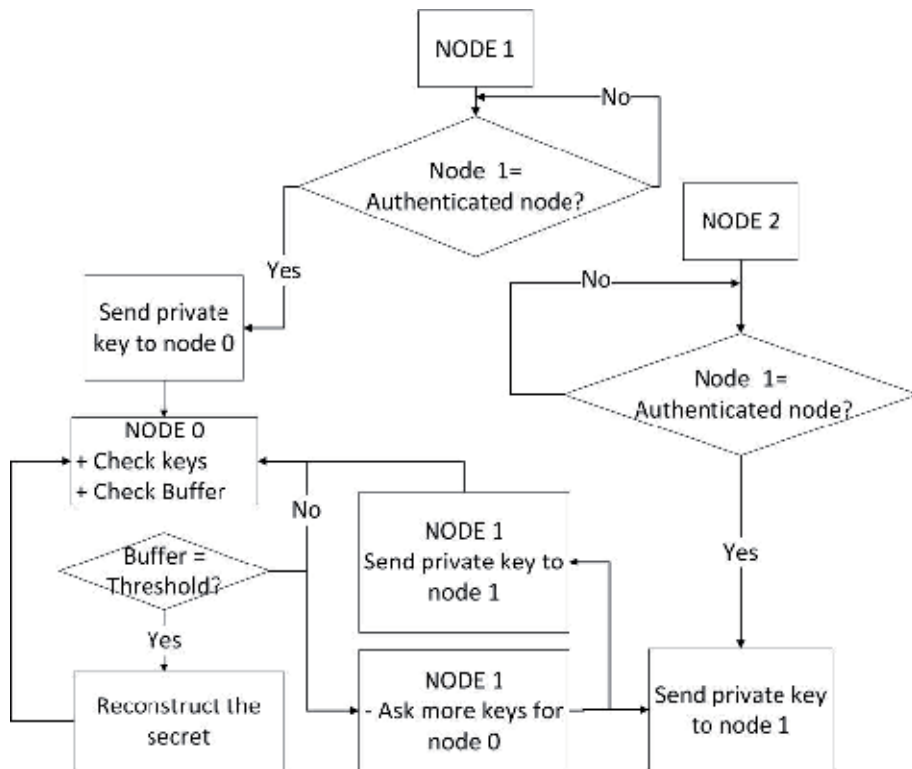 NODE 1
No
Node 1=
Authenticated node?
Yes
NODE 2
No
Send private
key to node 0
Node 1=
Authenticated node?
NODE 0
+ Check keys
+ Check Buffer
No
NODE 1
Send private key to
node 1
Yes
Buffer =
Threshold?
Yes
Reconstruct the
secret
NODE 1
- Ask more keys for
node 0
Send private key
to node 1